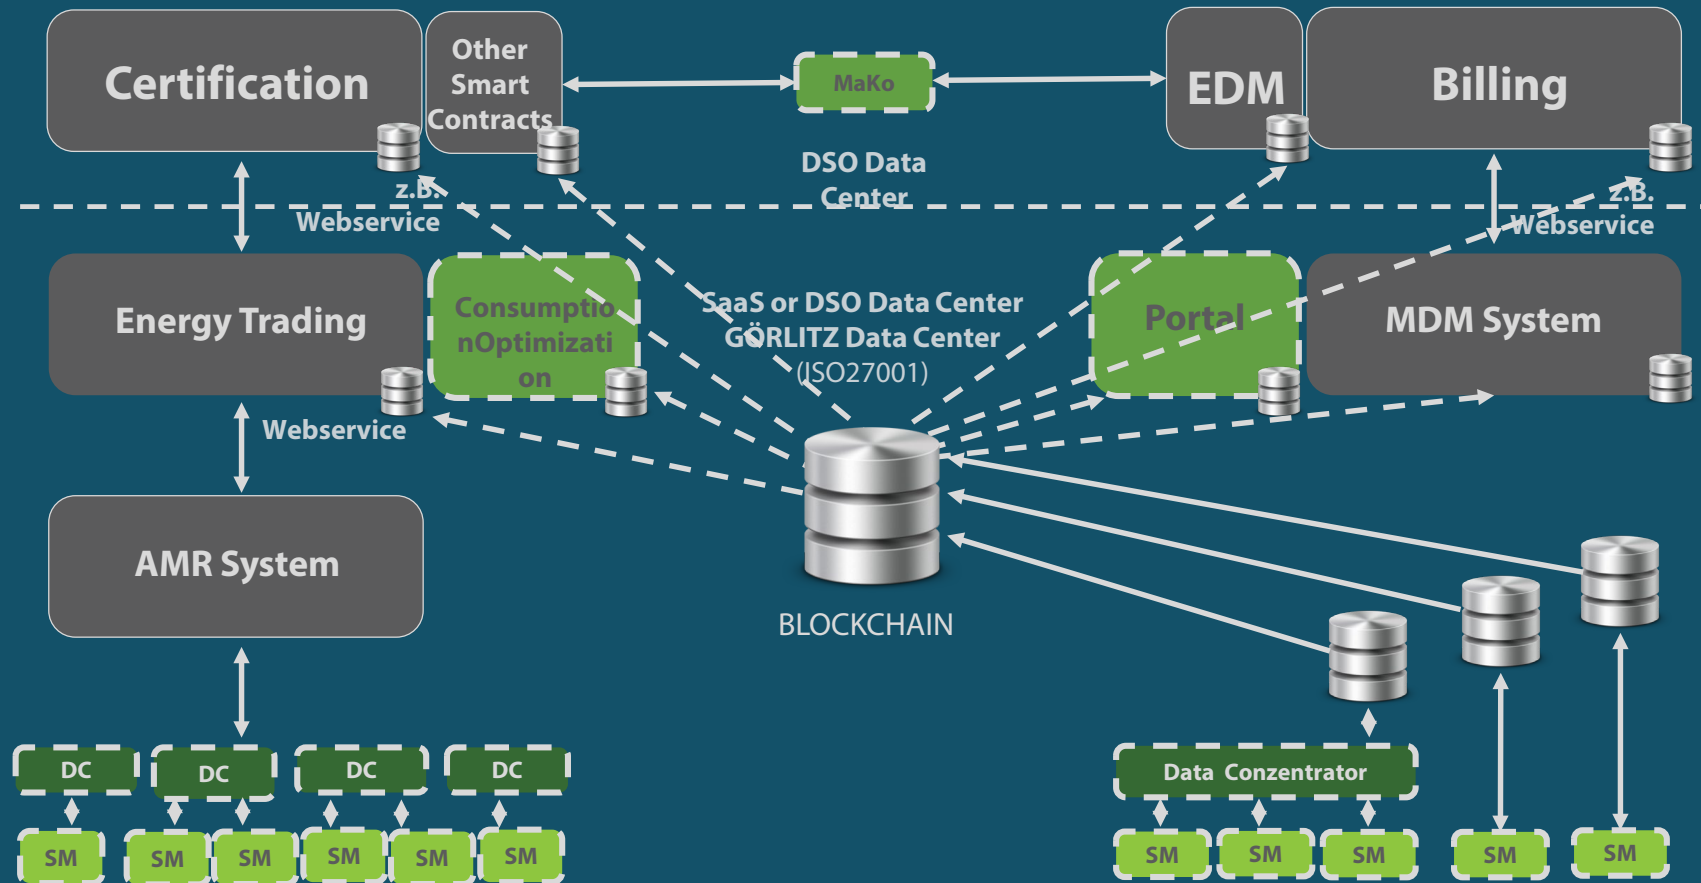 Certification
Other
Smart
Contracts
MaKo
EDM
Billing
DSO Data
Center
z.B.
Webservice
z.B.
Webservice
Energy Trading
Consumptio
nOptimizati
on
SaaS or DSO Data Center
GÖRLITZ Data Center
(ISO27001)
Portal
MDM System
Webservice
AMR System
BLOCKCHAIN
DC
DC
DC
DC
Data Conzentrator
SM
SM
SM
SM
SM
SM
SM
SM
SM
SM
SM